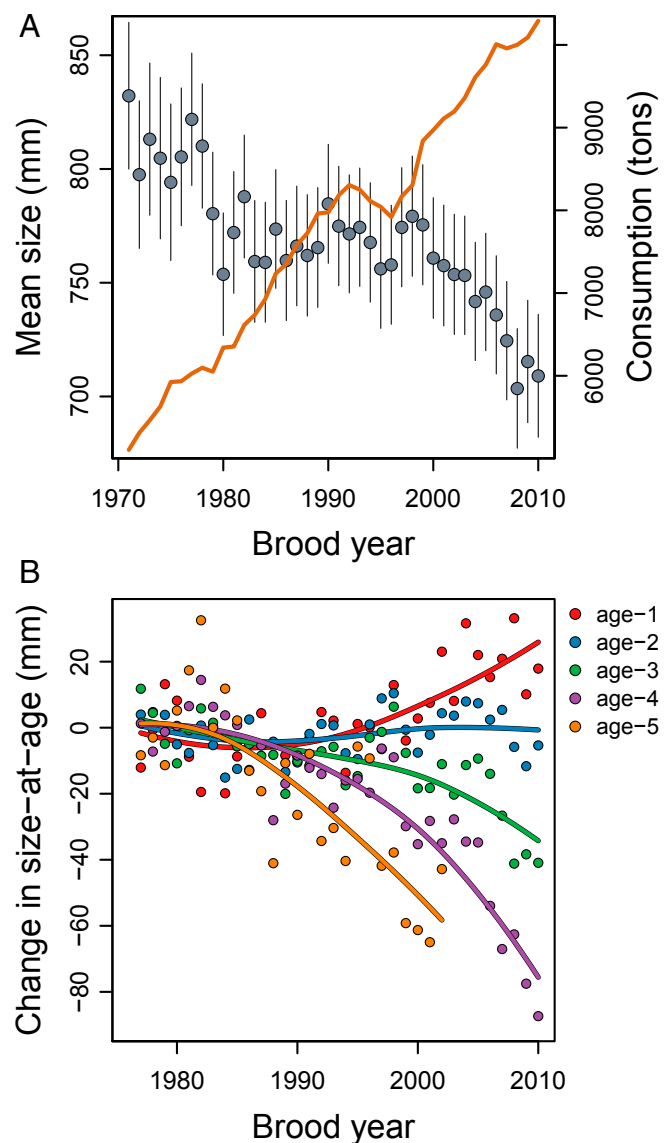 A
Mean size (mm)
850
800
750
700
Consumption (tons)
9000
8000
7000
6000
1970 1980 1990 2000 2010
Brood year
B
Change in size−at−age (mm)
20
0
−20
−40
−60
−80
age−1
age−2
age−3
age−4
age−5
1980 1990 2000 2010
Brood year